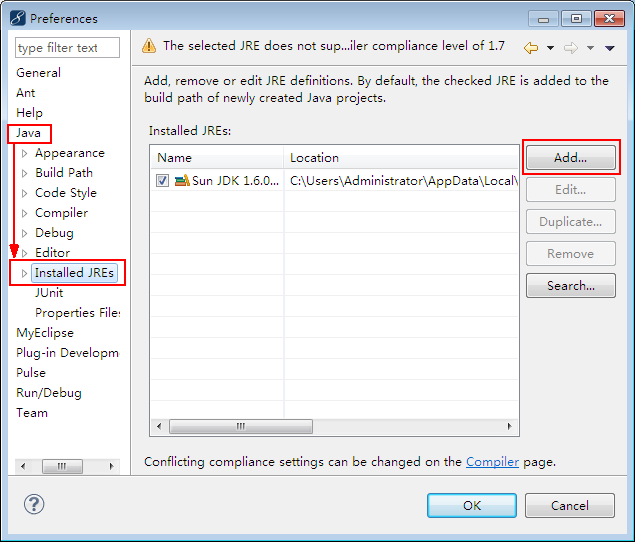 Preferences
type filter text
General
Ant
Help
Java
Appearance
Build Path
Code Style
Compiler
Debug
Editor
Installed JREs
JUnit
Properties Files
MyEclipse
Plug-in Developm
Pulse
Run/Debug
Team
The selected JRE does not sup...iler compliance level of 1.7
Add, remove or edit JRE definitions. By default, the checked JRE is added to the
build path of newly created Java projects.
Installed JREs:
Name Location
Sun JDK 1.6.0... C:\Users\Administrator\AppData\Local\
Add...
Edit...
Duplicate...
Remove
Search...
Conflicting compliance settings can be changed on the Compiler page.
?
OK Cancel